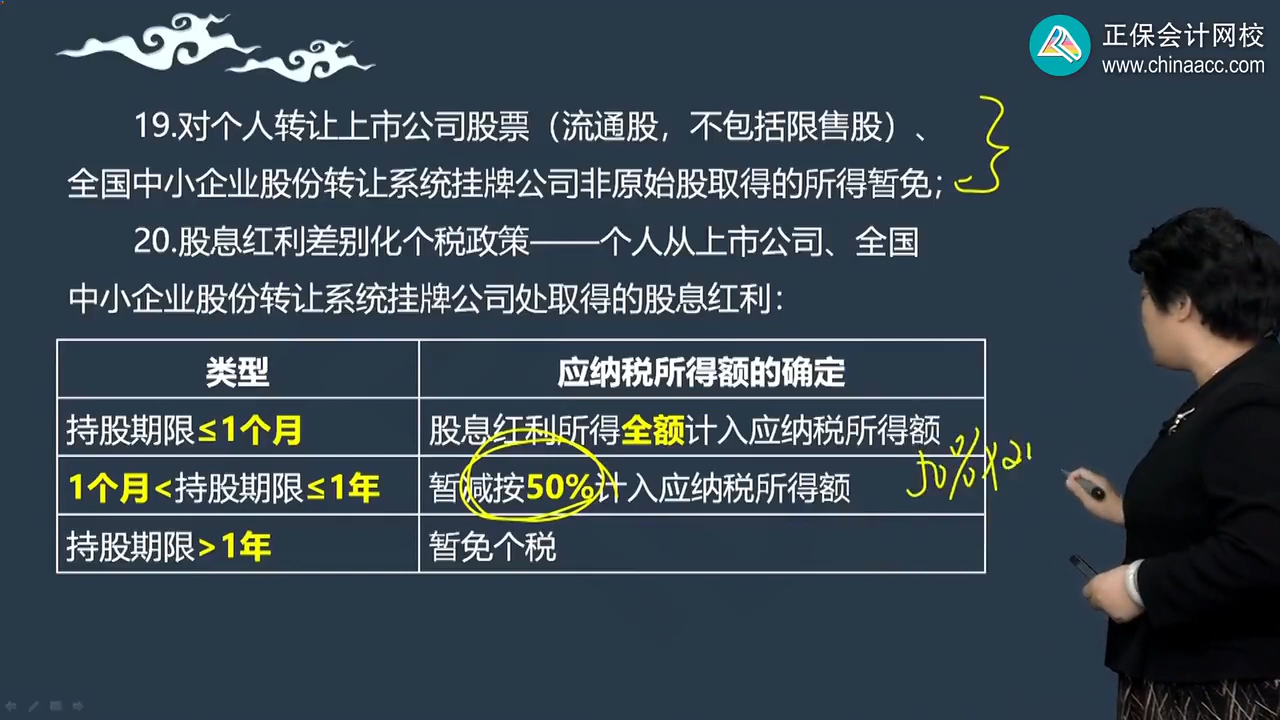 正保会计网校
www.chinaacc.com
19.对个人转让上市公司股票（流通股，不包括限售股）、
全国中小企业股份转让系统挂牌公司非原始股取得的所得暂免；
20.股息红利差别化个税政策——个人从上市公司、全国
中小企业股份转让系统挂牌公司处取得的股息红利：
类型 应纳税所得额的确定
持股期限≤1个月 股息红利所得全额计入应纳税所得额
1个月<持股期限≤1年 暂减按50%计入应纳税所得额
50%×2
持股期限>1年 暂免个税